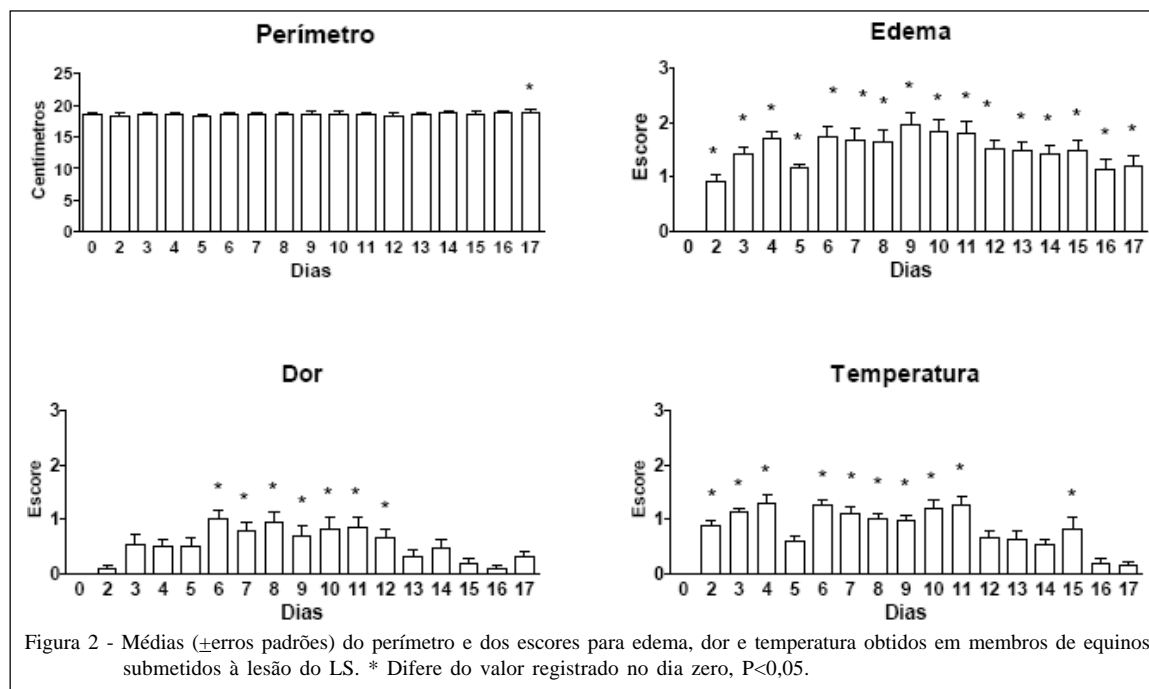 Perímetro
Centímetros
25
20
15
10
5
0
*
0 2 3 4 5 6 7 8 9 10 11 12 13 14 15 16 17
Dias
Edema
Escore
3
2
1
0
* * * * * * * * * * * * * * * *
0 2 3 4 5 6 7 8 9 10 11 12 13 14 15 16 17
Dias
Dor
Escore
3
2
1
0
* * * * * * *
0 2 3 4 5 6 7 8 9 10 11 12 13 14 15 16 17
Dias
Temperatura
Escore
3
2
1
0
* * * * * * * * * *
0 2 3 4 5 6 7 8 9 10 11 12 13 14 15 16 17
Dias
Figura 2 - Médias (±erros padrões) do perímetro e dos escores para edema, dor e temperatura obtidos em membros de equinos
submetidos à lesão do LS. * Difere do valor registrado no dia zero, P<0,05.